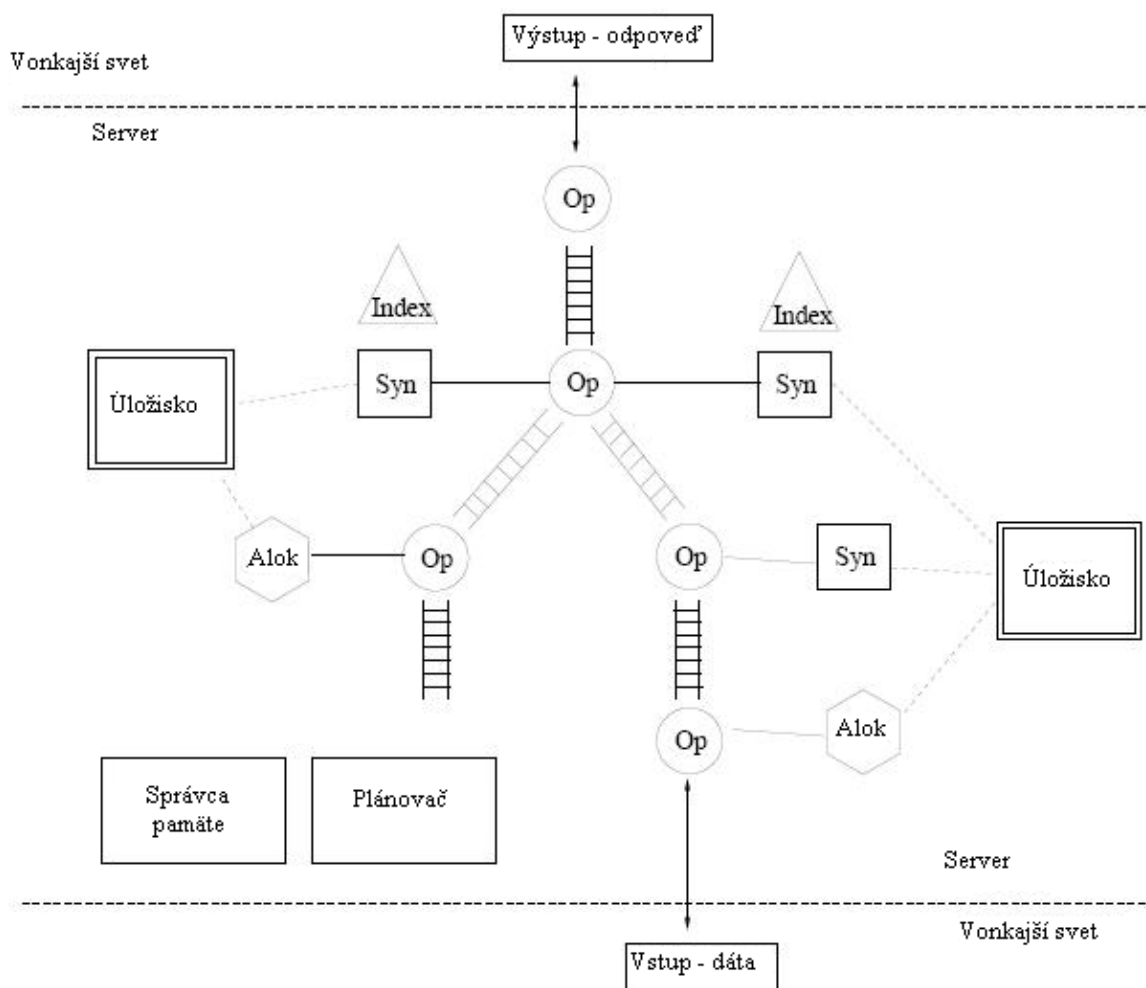 Výstup - odpoveď
Vonkajší svet
Server
Op
Index
Index
Úložisko
Syn
Op
Syn
Alok
Op
Op
Syn
Úložisko
Op
Alok
Správca
pamäte
Plánovač
Server
Vonkajší svet
Vstup - dáta